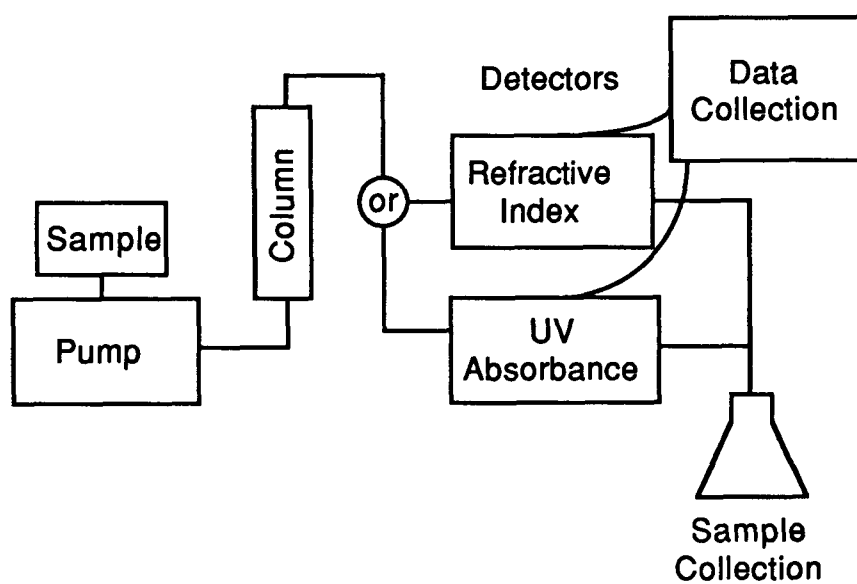 Sample
Pump
Column
or
Detectors
Refractive
Index
UV
Absorbance
Data
Collection
Sample
Collection